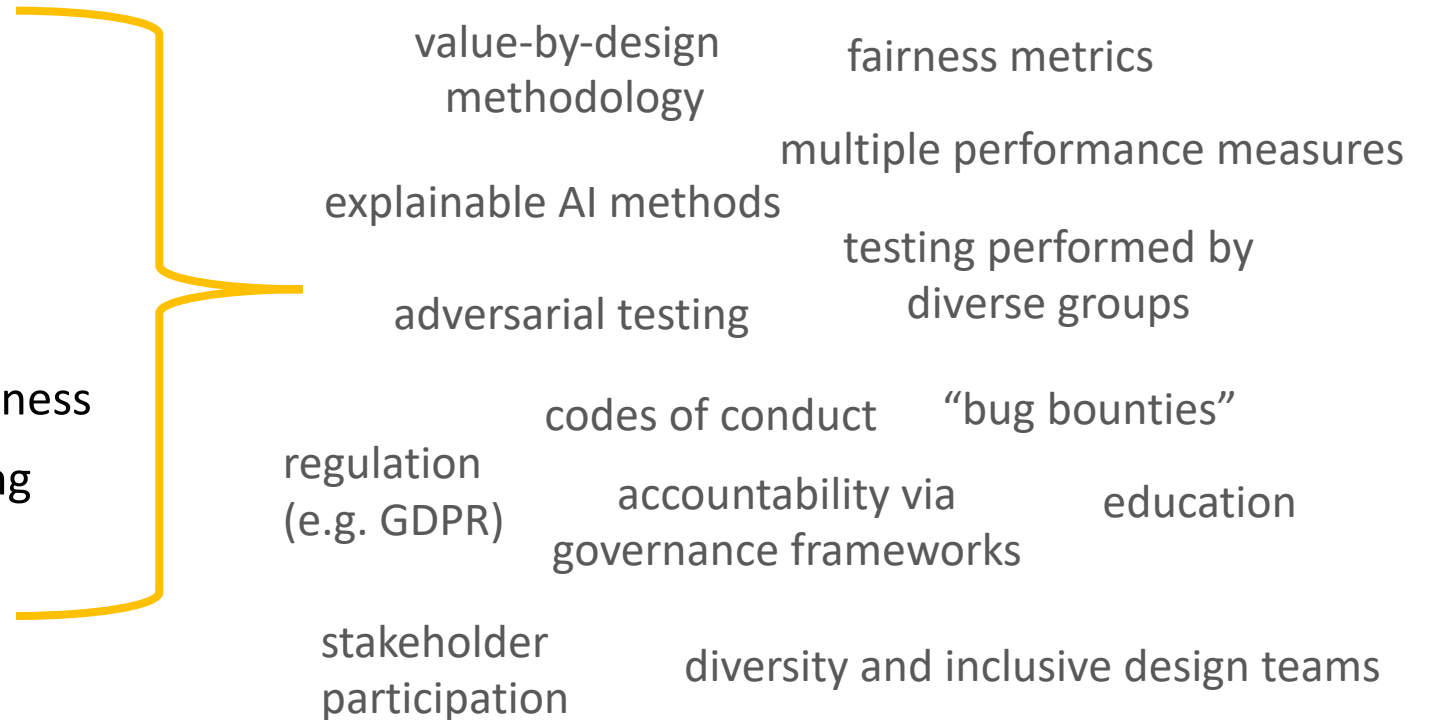 value-by-design
methodology
fairness metrics
multiple performance measures
explainable AI methods
testing performed by
diverse groups
adversarial testing
ness
codes of conduct
“bug bounties”
ng
regulation
(e.g. GDPR)
accountability via
governance frameworks
education
stakeholder
participation
diversity and inclusive design teams